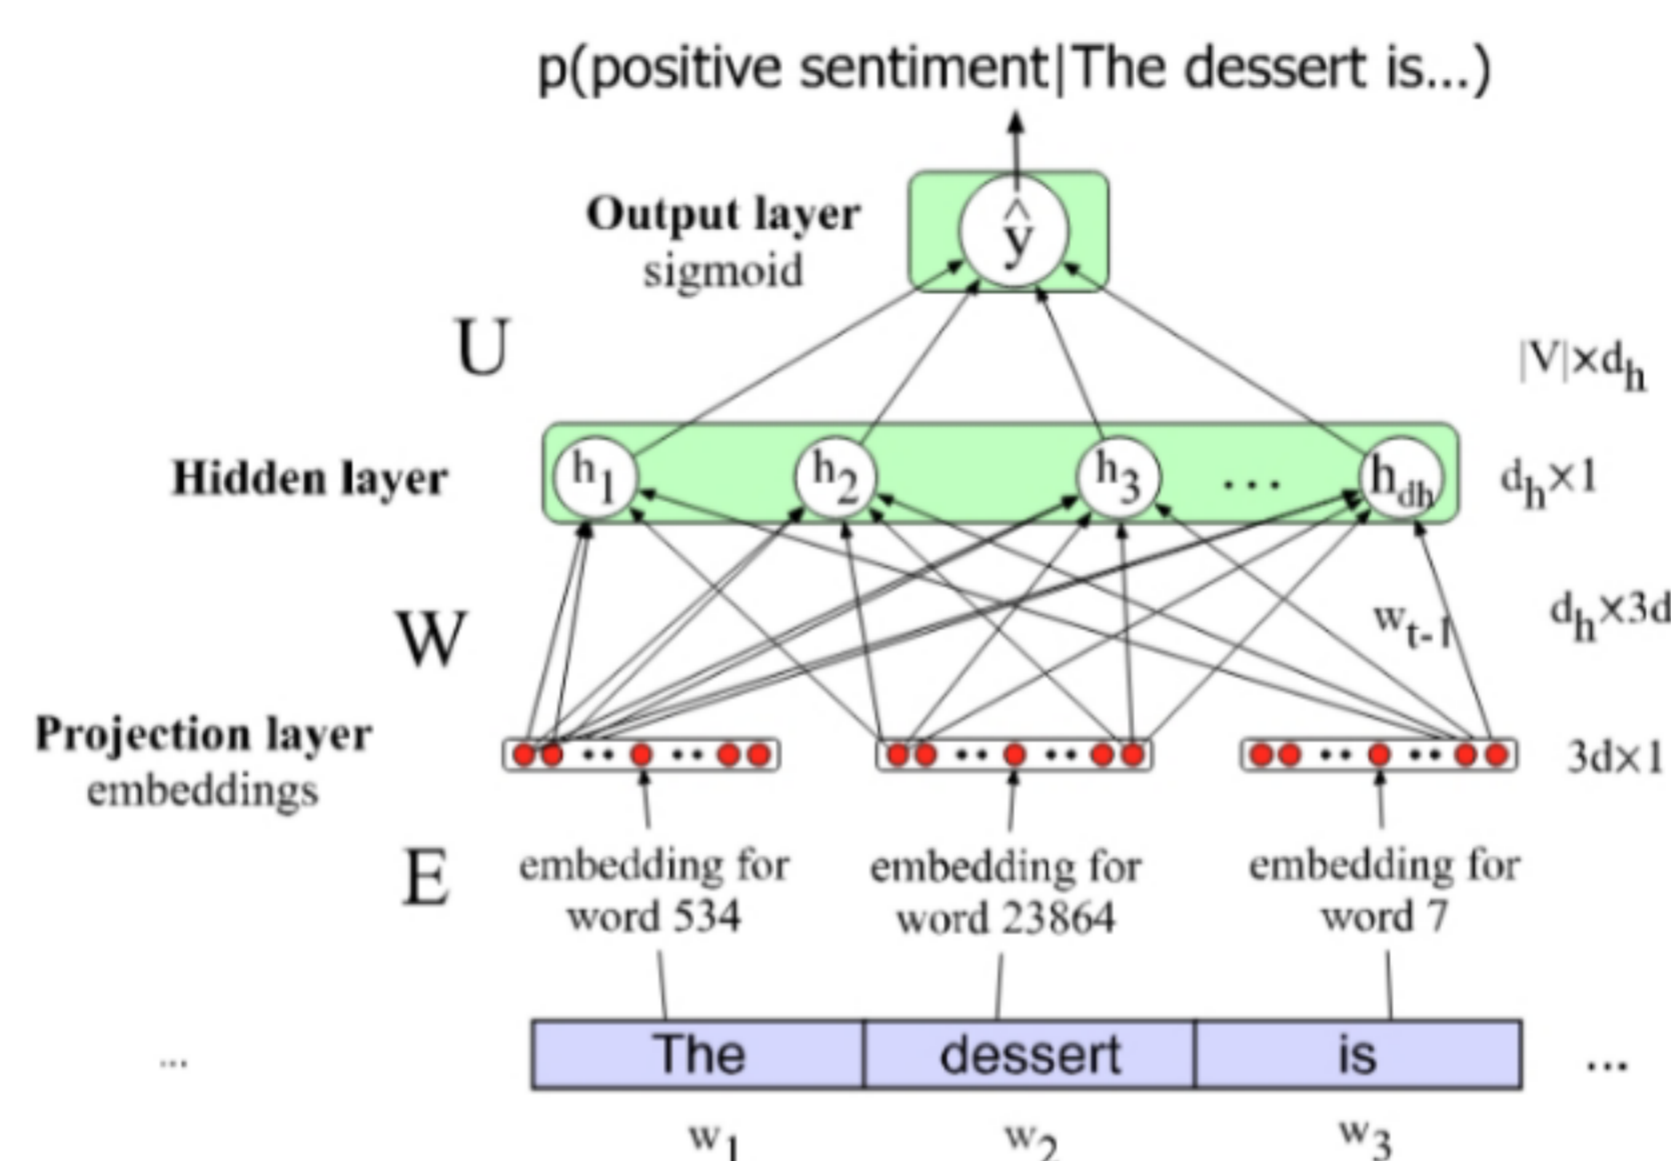 p(positive sentiment|The dessert is...)
Output layer
sigmoid
ŷ
U
|V|×dh
Hidden layer
h1 h2 h3 ... hdh
dh×1
W
wt-1
dh×3d
Projection layer
embeddings
3d×1
E
embedding for
word 534
embedding for
word 23864
embedding for
word 7
... The dessert is ...
w1 w2 w3